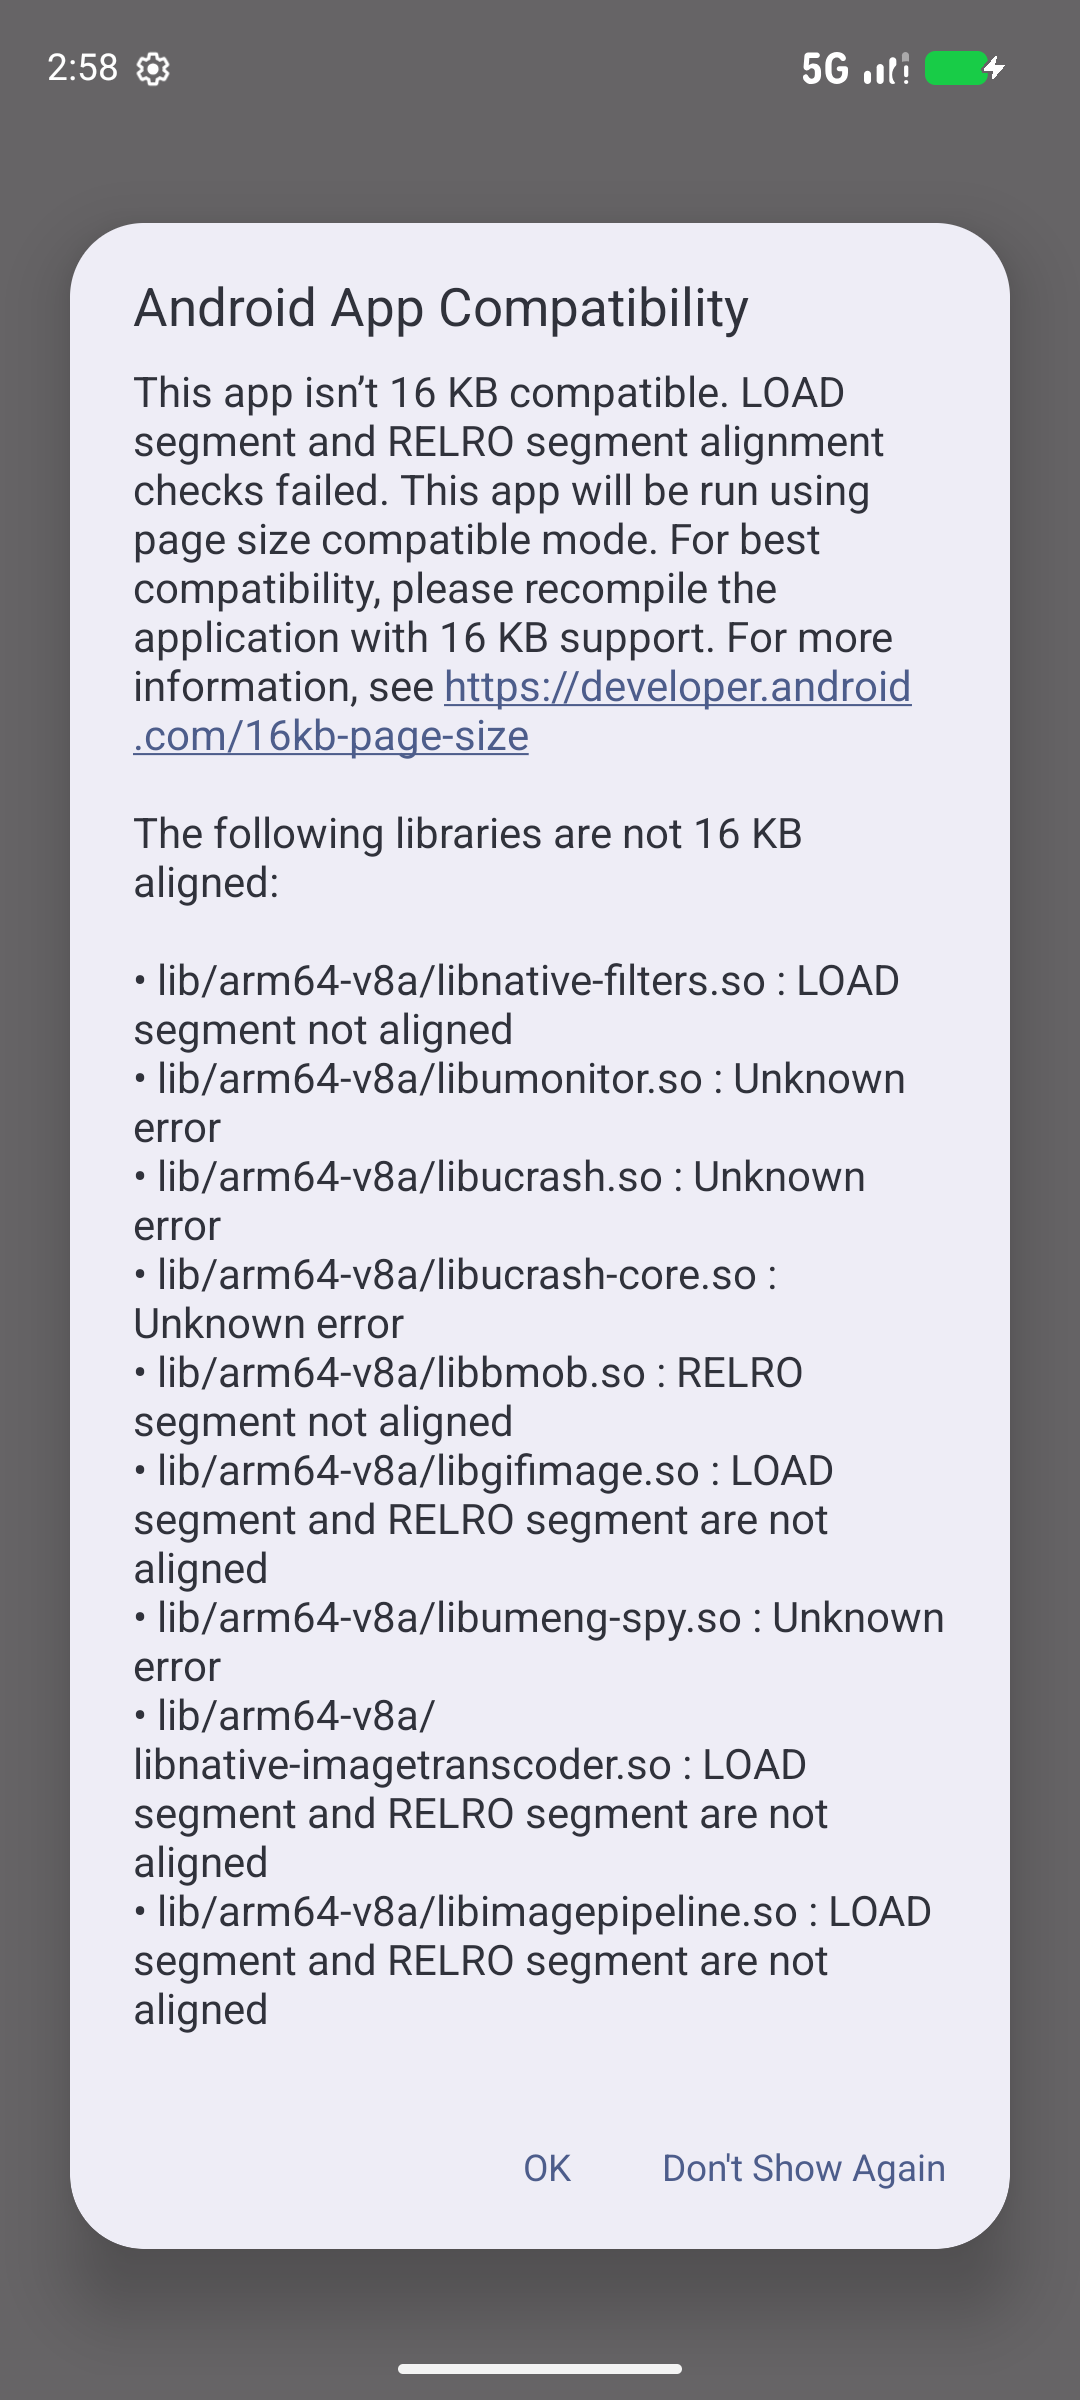 2:58
5G
Android App Compatibility
This app isn’t 16 KB compatible. LOAD
segment and RELRO segment alignment
checks failed. This app will be run using
page size compatible mode. For best
compatibility, please recompile the
application with 16 KB support. For more
information, see https://developer.android
.com/16kb-page-size
The following libraries are not 16 KB
aligned:
• lib/arm64-v8a/libnative-filters.so : LOAD
segment not aligned
• lib/arm64-v8a/libumonitor.so : Unknown
error
• lib/arm64-v8a/libucrash.so : Unknown
error
• lib/arm64-v8a/libucrash-core.so :
Unknown error
• lib/arm64-v8a/libbmob.so : RELRO
segment not aligned
• lib/arm64-v8a/libgifimage.so : LOAD
segment and RELRO segment are not
aligned
• lib/arm64-v8a/libumeng-spy.so : Unknown
error
• lib/arm64-v8a/
libnative-imagetranscoder.so : LOAD
segment and RELRO segment are not
aligned
• lib/arm64-v8a/libimagepipeline.so : LOAD
segment and RELRO segment are not
aligned
OK
Don't Show Again